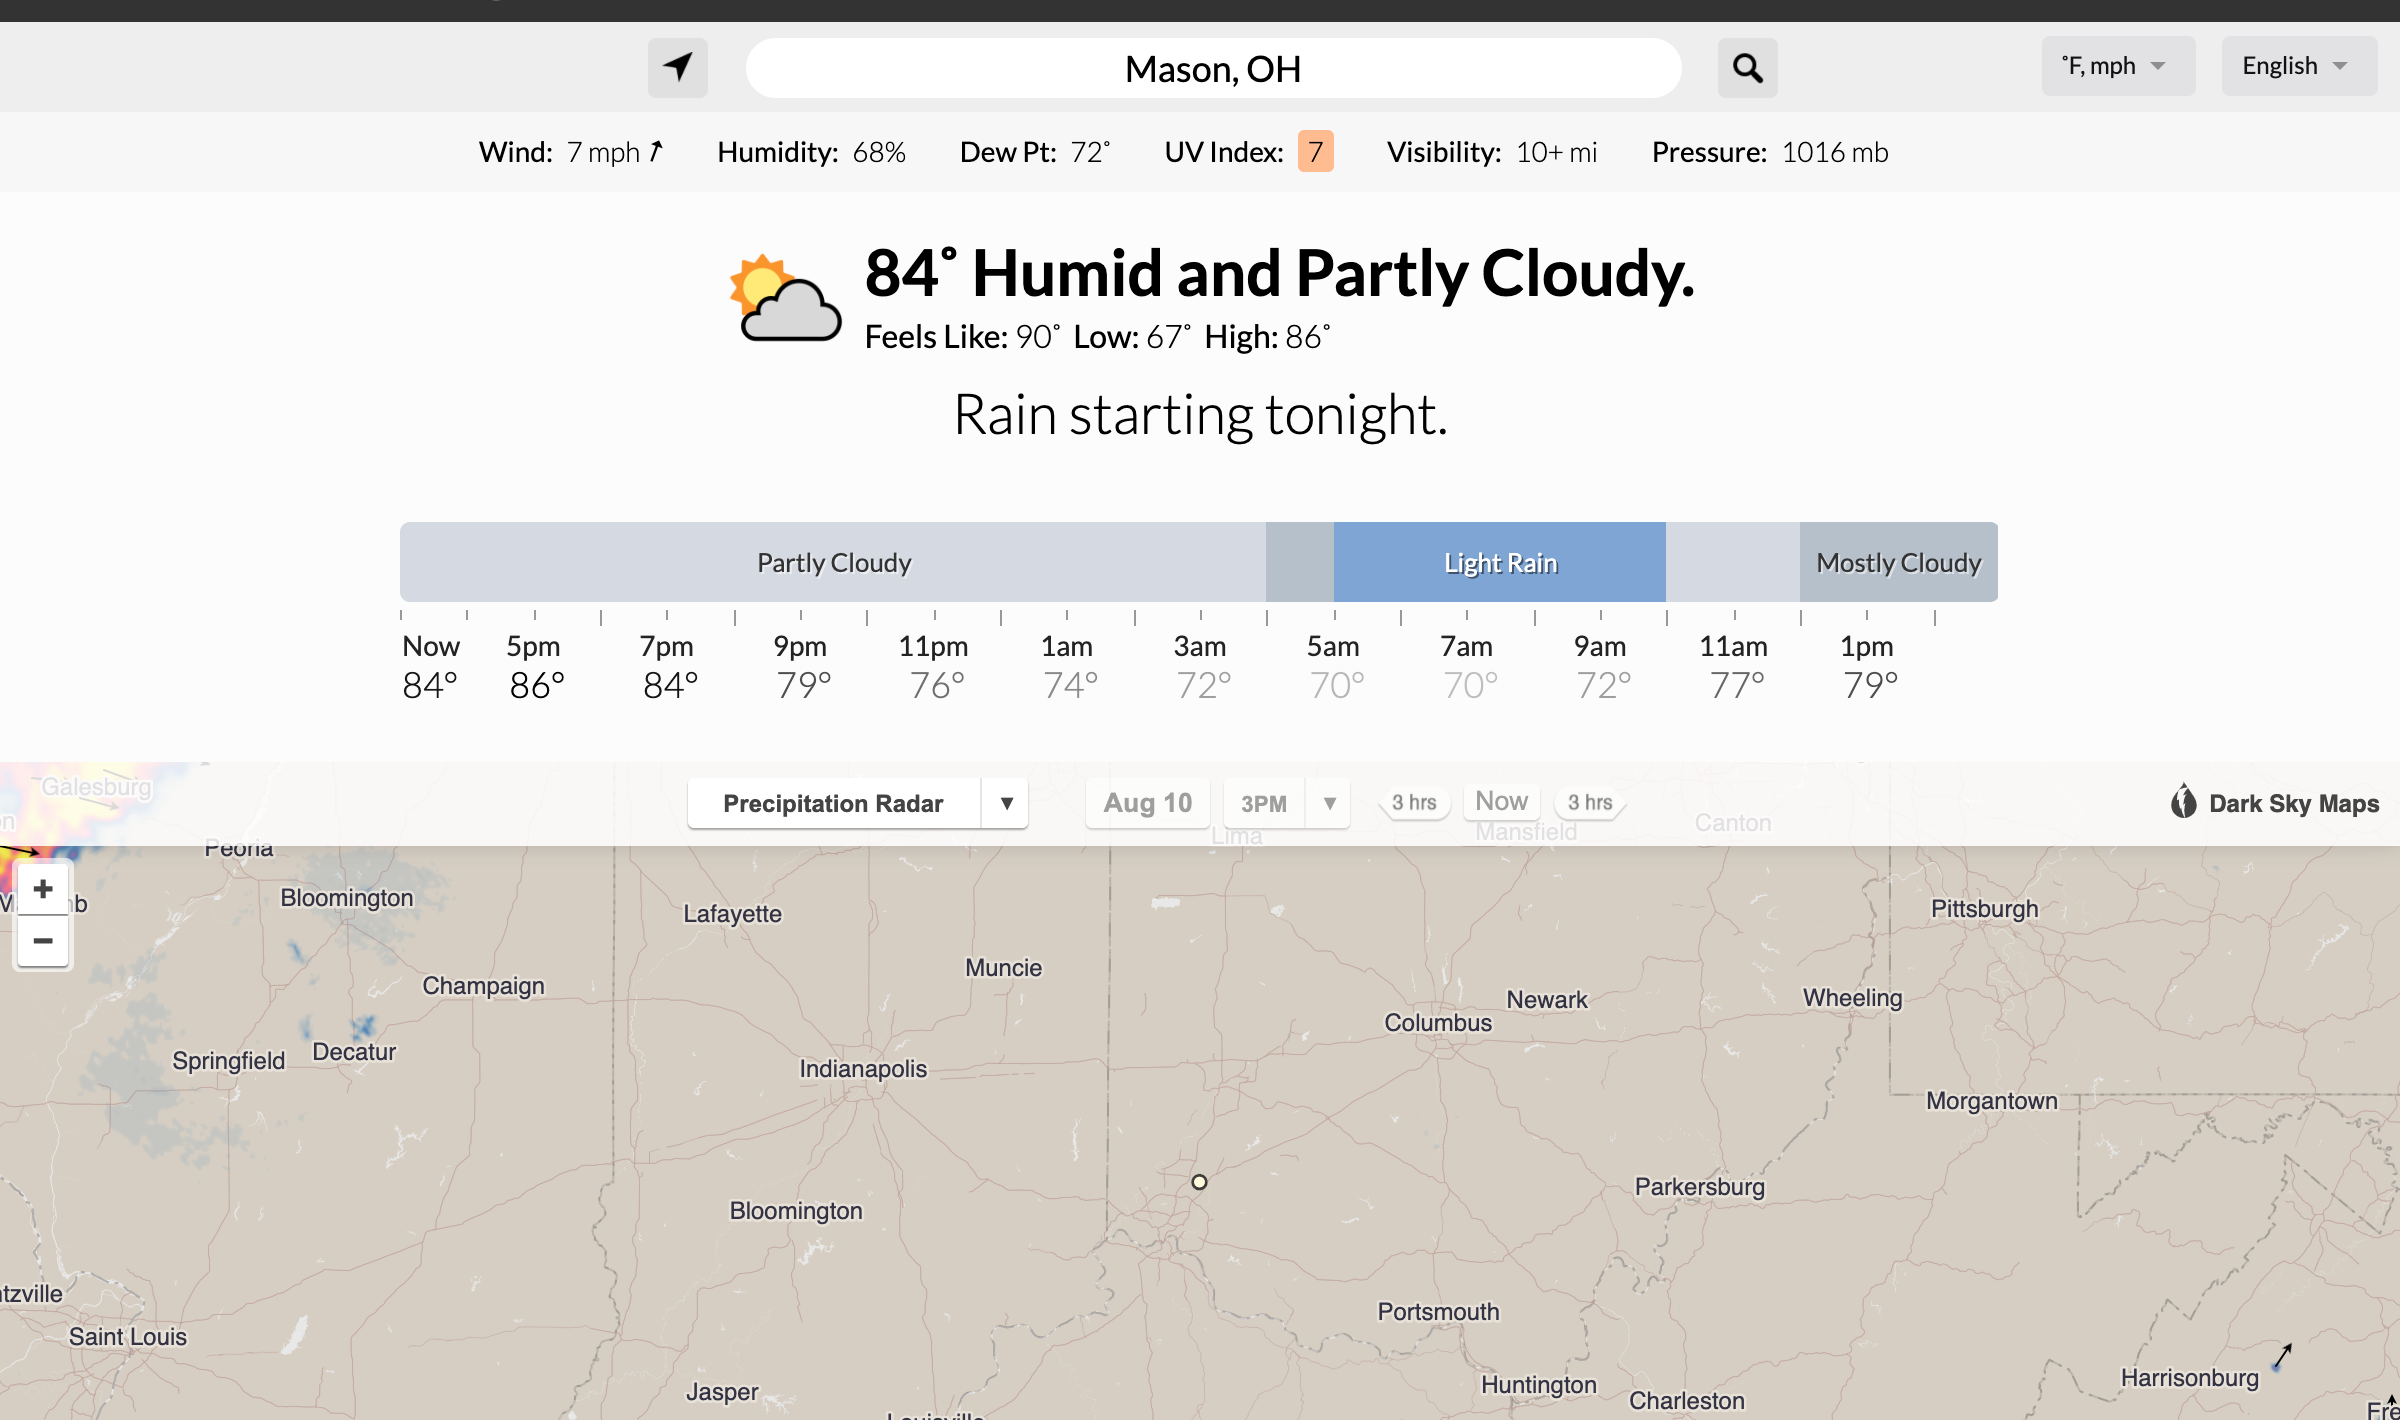 Mason, OH
˚F, mph
English
Wind: 7 mph
Humidity: 68%
Dew Pt: 72˚
UV Index: 7
Visibility: 10+ mi
Pressure: 1016 mb
84˚ Humid and Partly Cloudy.
Feels Like: 90˚ Low: 67˚ High: 86˚
Rain starting tonight.
Partly Cloudy
Light Rain
Mostly Cloudy
Now 5pm 7pm 9pm 11pm 1am 3am 5am 7am 9am 11am 1pm
84° 86° 84° 79° 76° 74° 72° 70° 70° 72° 77° 79°
Galesburg
Precipitation Radar
Aug 10
3PM
3 hrs
Now
3 hrs
Dark Sky Maps
Lima
Mansfield
Canton
Peoria
Bloomington
Lafayette
Pittsburgh
Muncie
Champaign
Newark
Wheeling
Columbus
Springfield
Decatur
Indianapolis
Morgantown
Parkersburg
Bloomington
tzville
Portsmouth
Saint Louis
Harrisonburg
Jasper
Huntington
Charleston